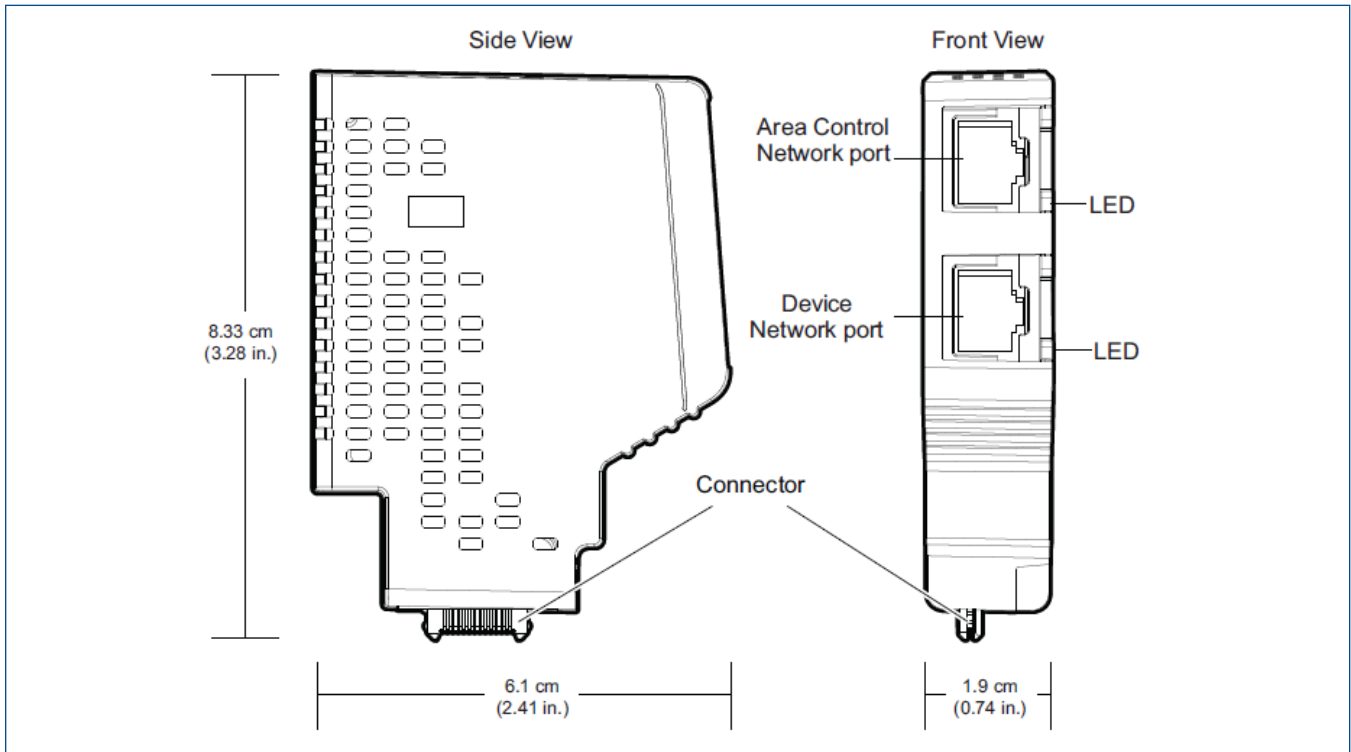 Side View
Front View
Area Control
Network port
LED
Device
Network port
LED
8.33 cm
(3.28 in.)
Connector
6.1 cm
(2.41 in.)
1.9 cm
(0.74 in.)